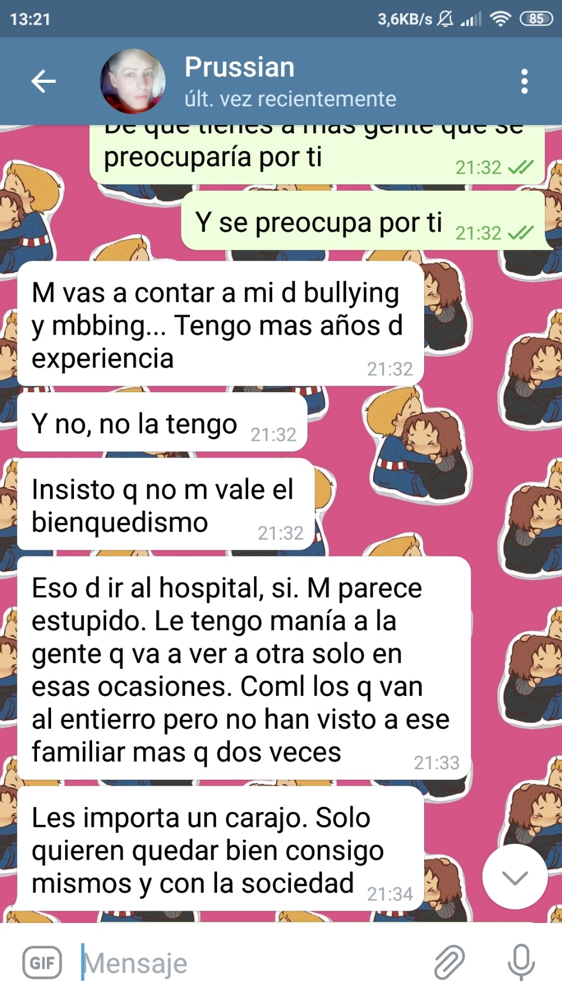 13:21
3,6KB/s
85
Prussian
últ. vez recientemente
De que tienes a más gente que se
preocuparía por ti
21:32
Y se preocupa por ti
21:32
M vas a contar a mi d bullying
y mbbing... Tengo mas años d
experiencia
21:32
Y no, no la tengo
21:32
Insisto q no m vale el
bienquedismo
21:32
Eso d ir al hospital, si. M parece
estupido. Le tengo manía a la
gente q va a ver a otra solo en
esas ocasiones. Coml los q van
al entierro pero no han visto a ese
familiar mas q dos veces
21:33
Les importa un carajo. Solo
quieren quedar bien consigo
mismos y con la sociedad
21:34
GIF
Mensaje